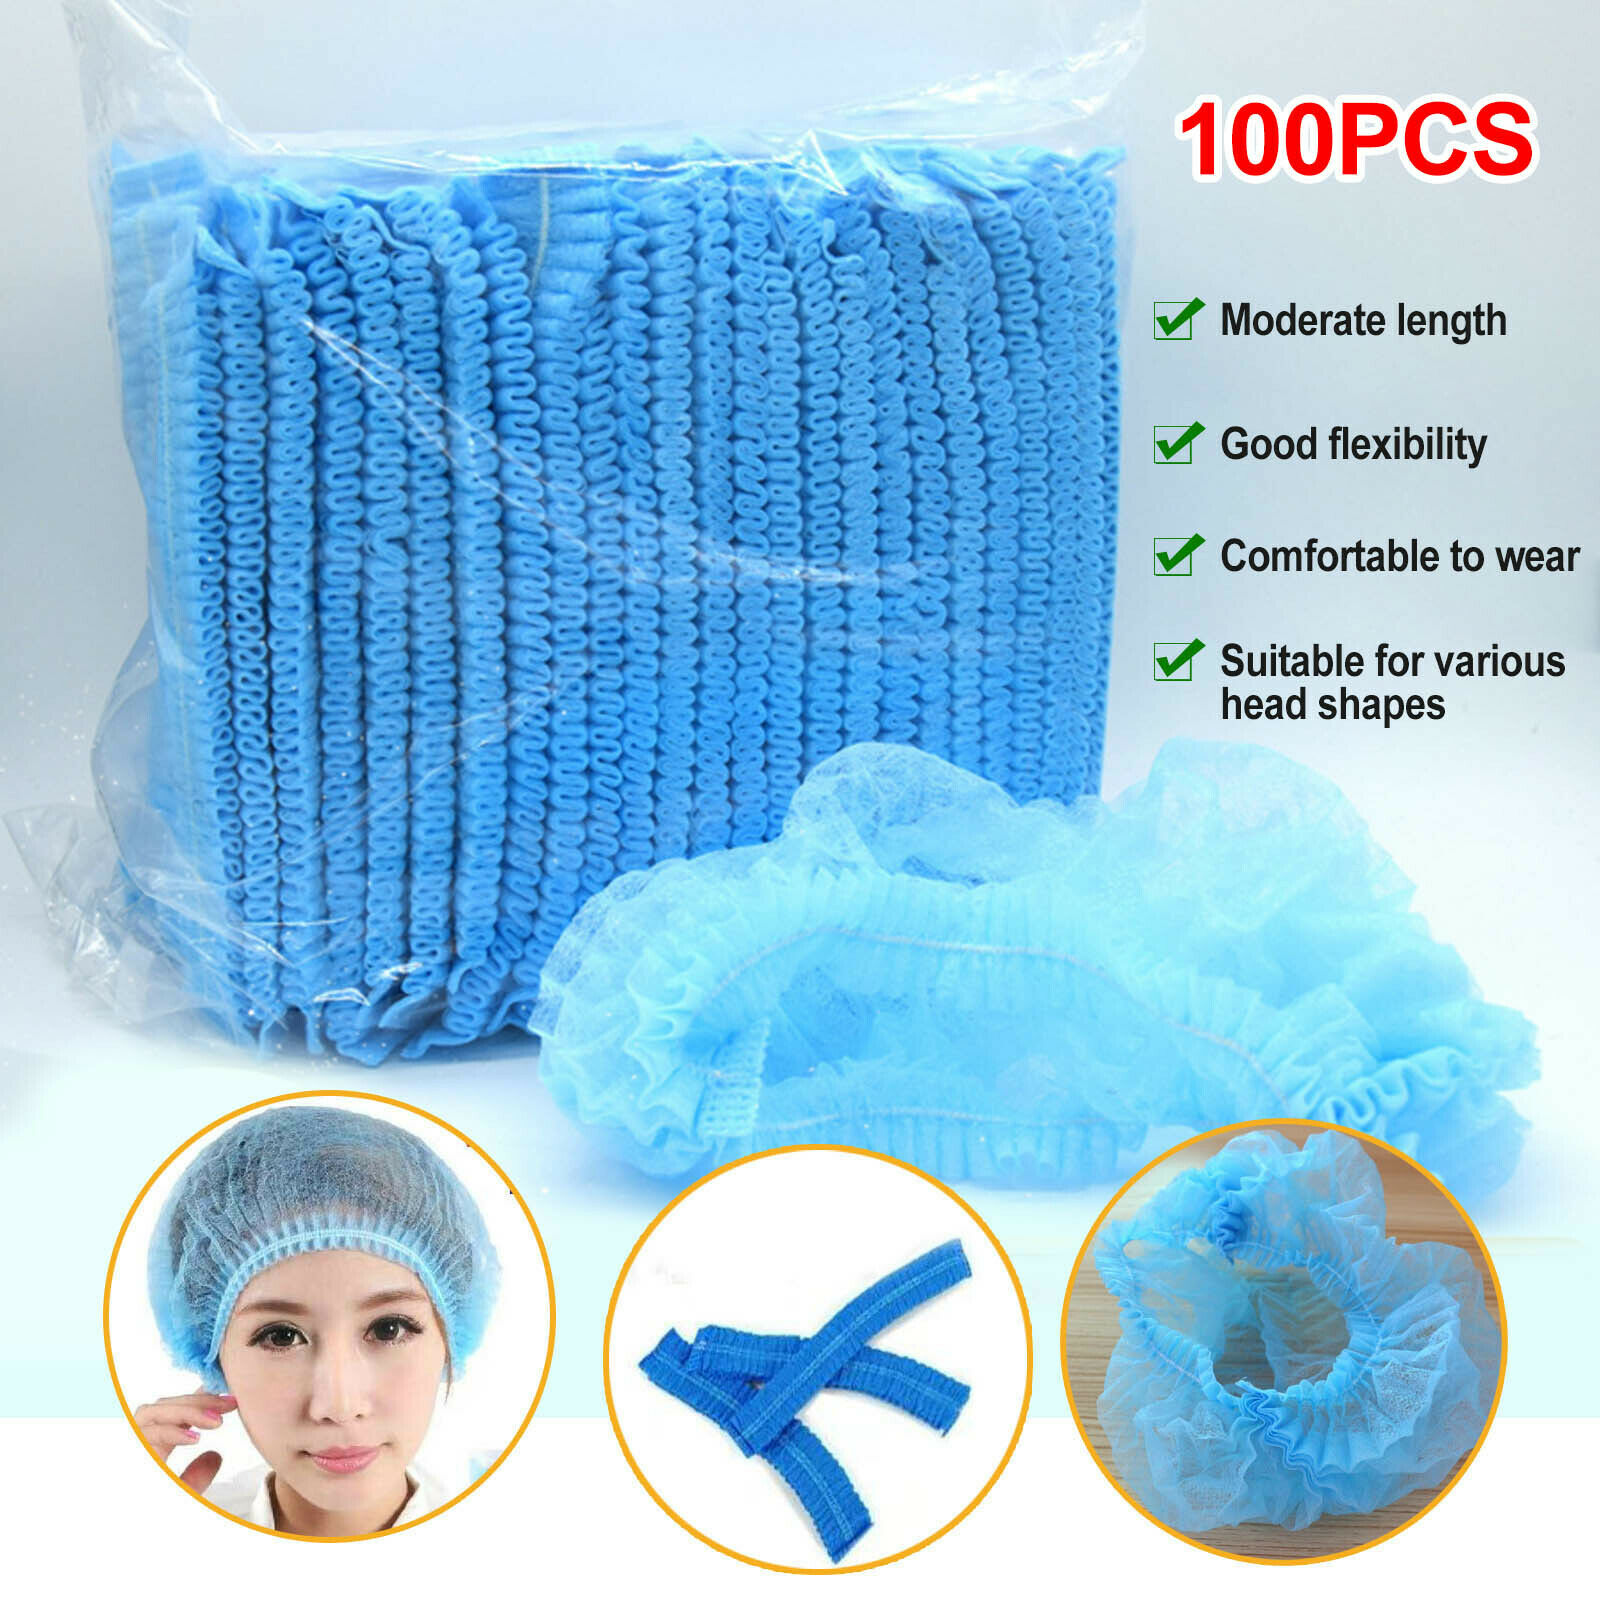 100PCS
Moderate length
Good flexibility
Comfortable to wear
Suitable for various
head shapes